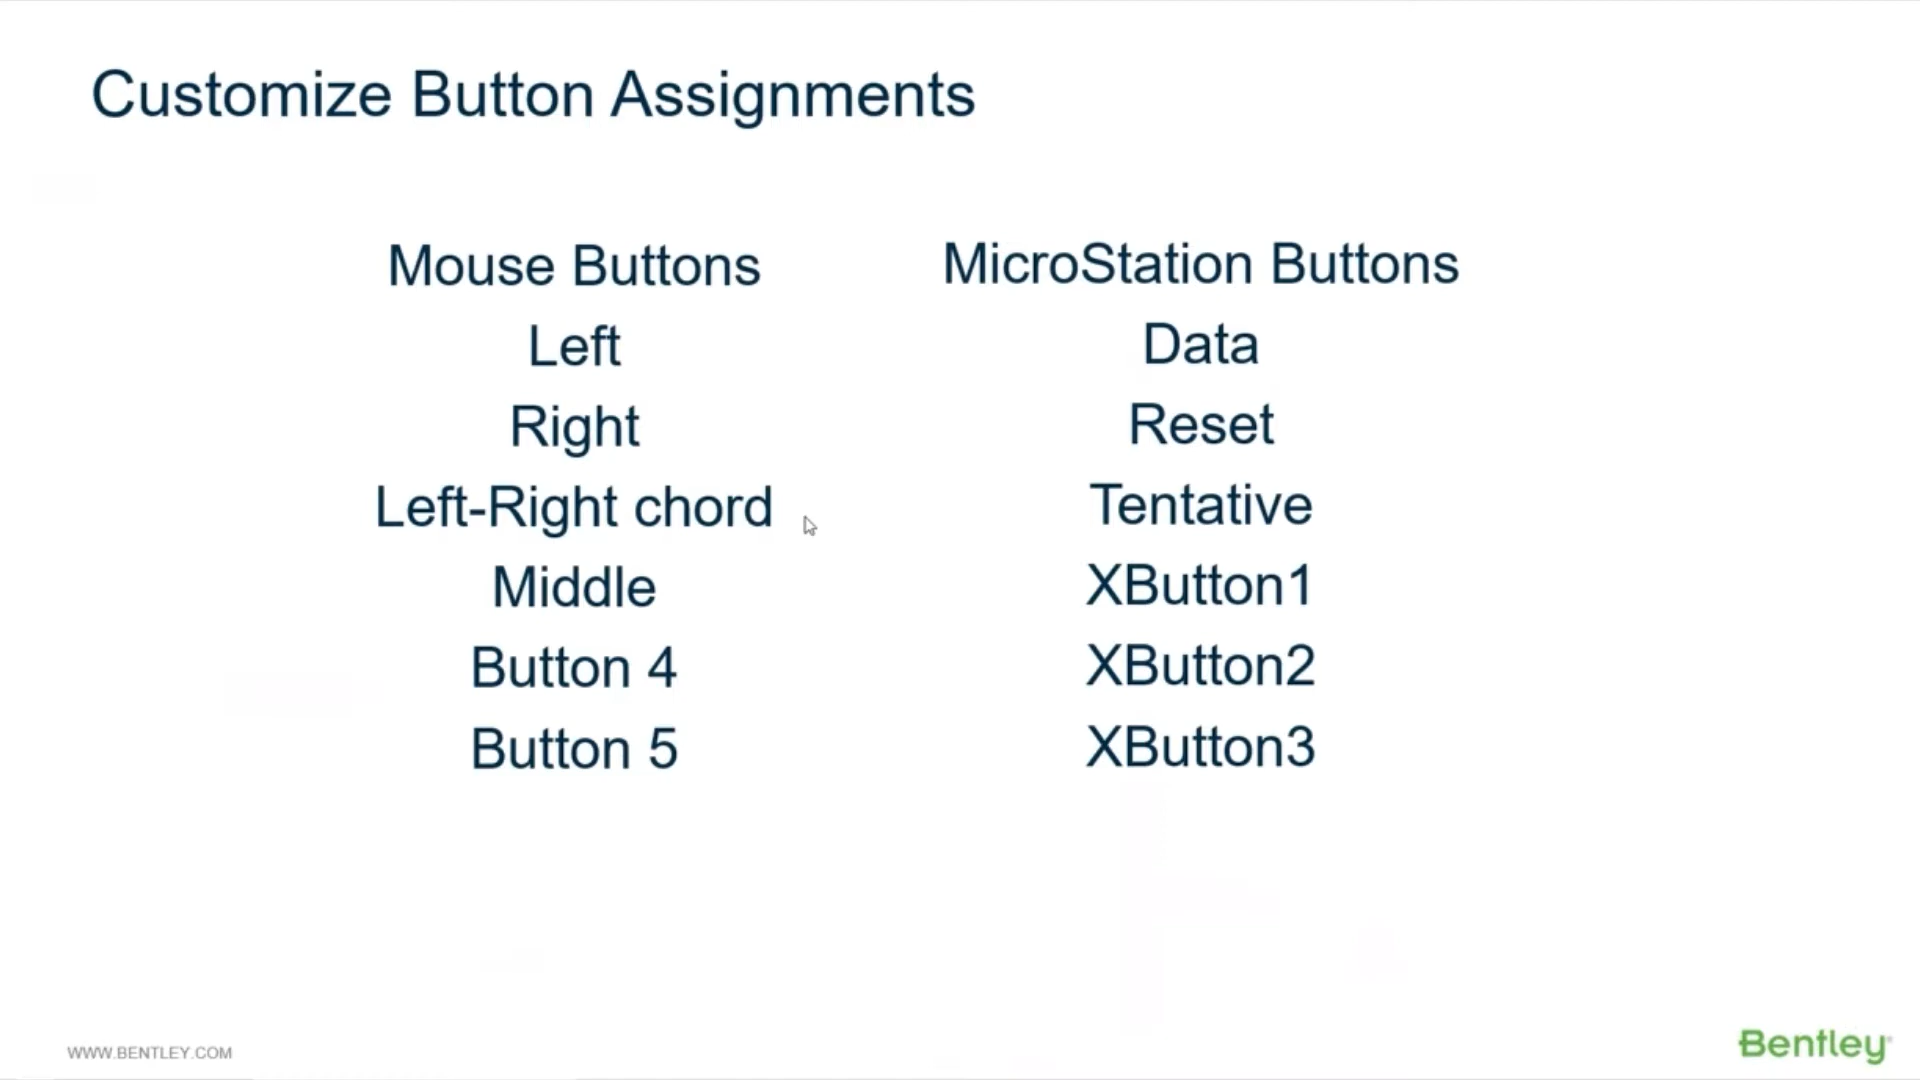 Customize Button Assignments
Mouse Buttons
Left
Right
Left-Right chord
Middle
Button 4
Button 5
MicroStation Buttons
Data
Reset
Tentative
XButton1
XButton2
XButton3
WWW.BENTLEY.COM
Bentley